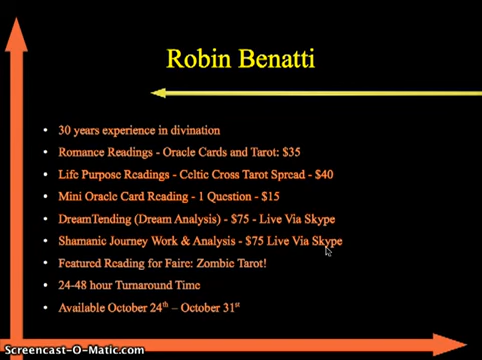 Robin Benatti
• 30 years experience in divination
• Romance Readings - Oracle Cards and Tarot: $35
• Life Purpose Readings - Celtic Cross Tarot Spread - $40
• Mini Oracle Card Reading - 1 Question - $15
• DreamTending (Dream Analysis) - $75 - Live Via Skype
• Shamanic Journey Work & Analysis - $75 Live Via Skype
• Featured Reading for Faire: Zombie Tarot!
• 24-48 hour Turnaround Time
• Available October 24th – October 31st
Screencast-O-Matic.com